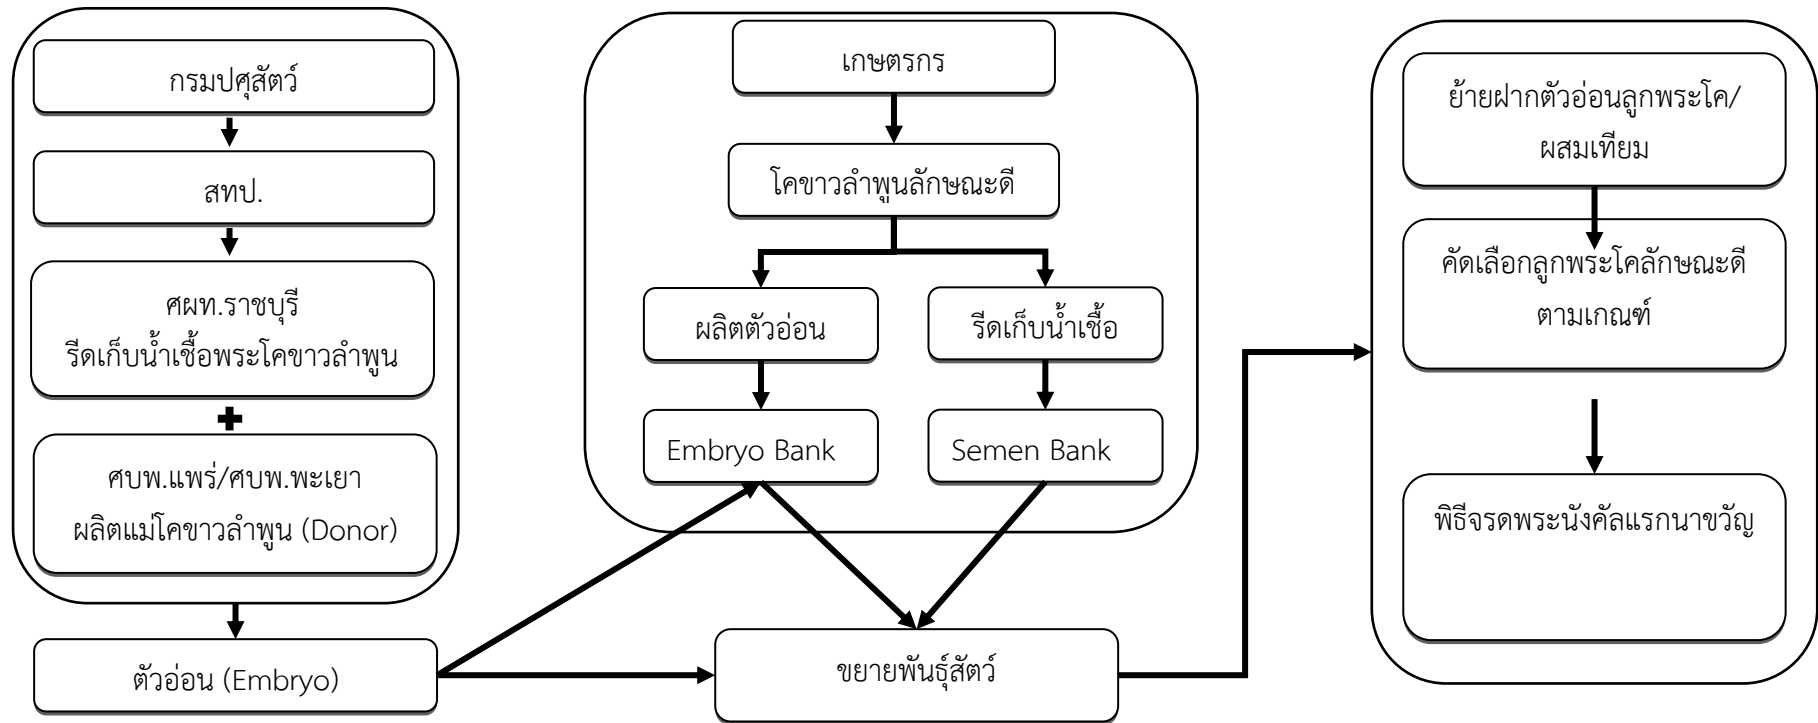 กรมปศุสัตว์
สทป.
ศผท.ราชบุรี
รีดเก็บน้ำเชื้อพระโคขาวลำพูน
ศบพ.แพร่/ศบพ.พะเยา
ผลิตแม่โคขาวลำพูน (Donor)
ตัวอ่อน (Embryo)
เกษตรกร
โคขาวลำพูนลักษณะดี
ผลิตตัวอ่อน
รีดเก็บน้ำเชื้อ
Embryo Bank
Semen Bank
ขยายพันธุ์สัตว์
ย้ายฝากตัวอ่อนลูกพระโค/
ผสมเทียม
คัดเลือกลูกพระโคลักษณะดี
ตามเกณฑ์
พิธีจรดพระนังคัลแรกนาขวัญ